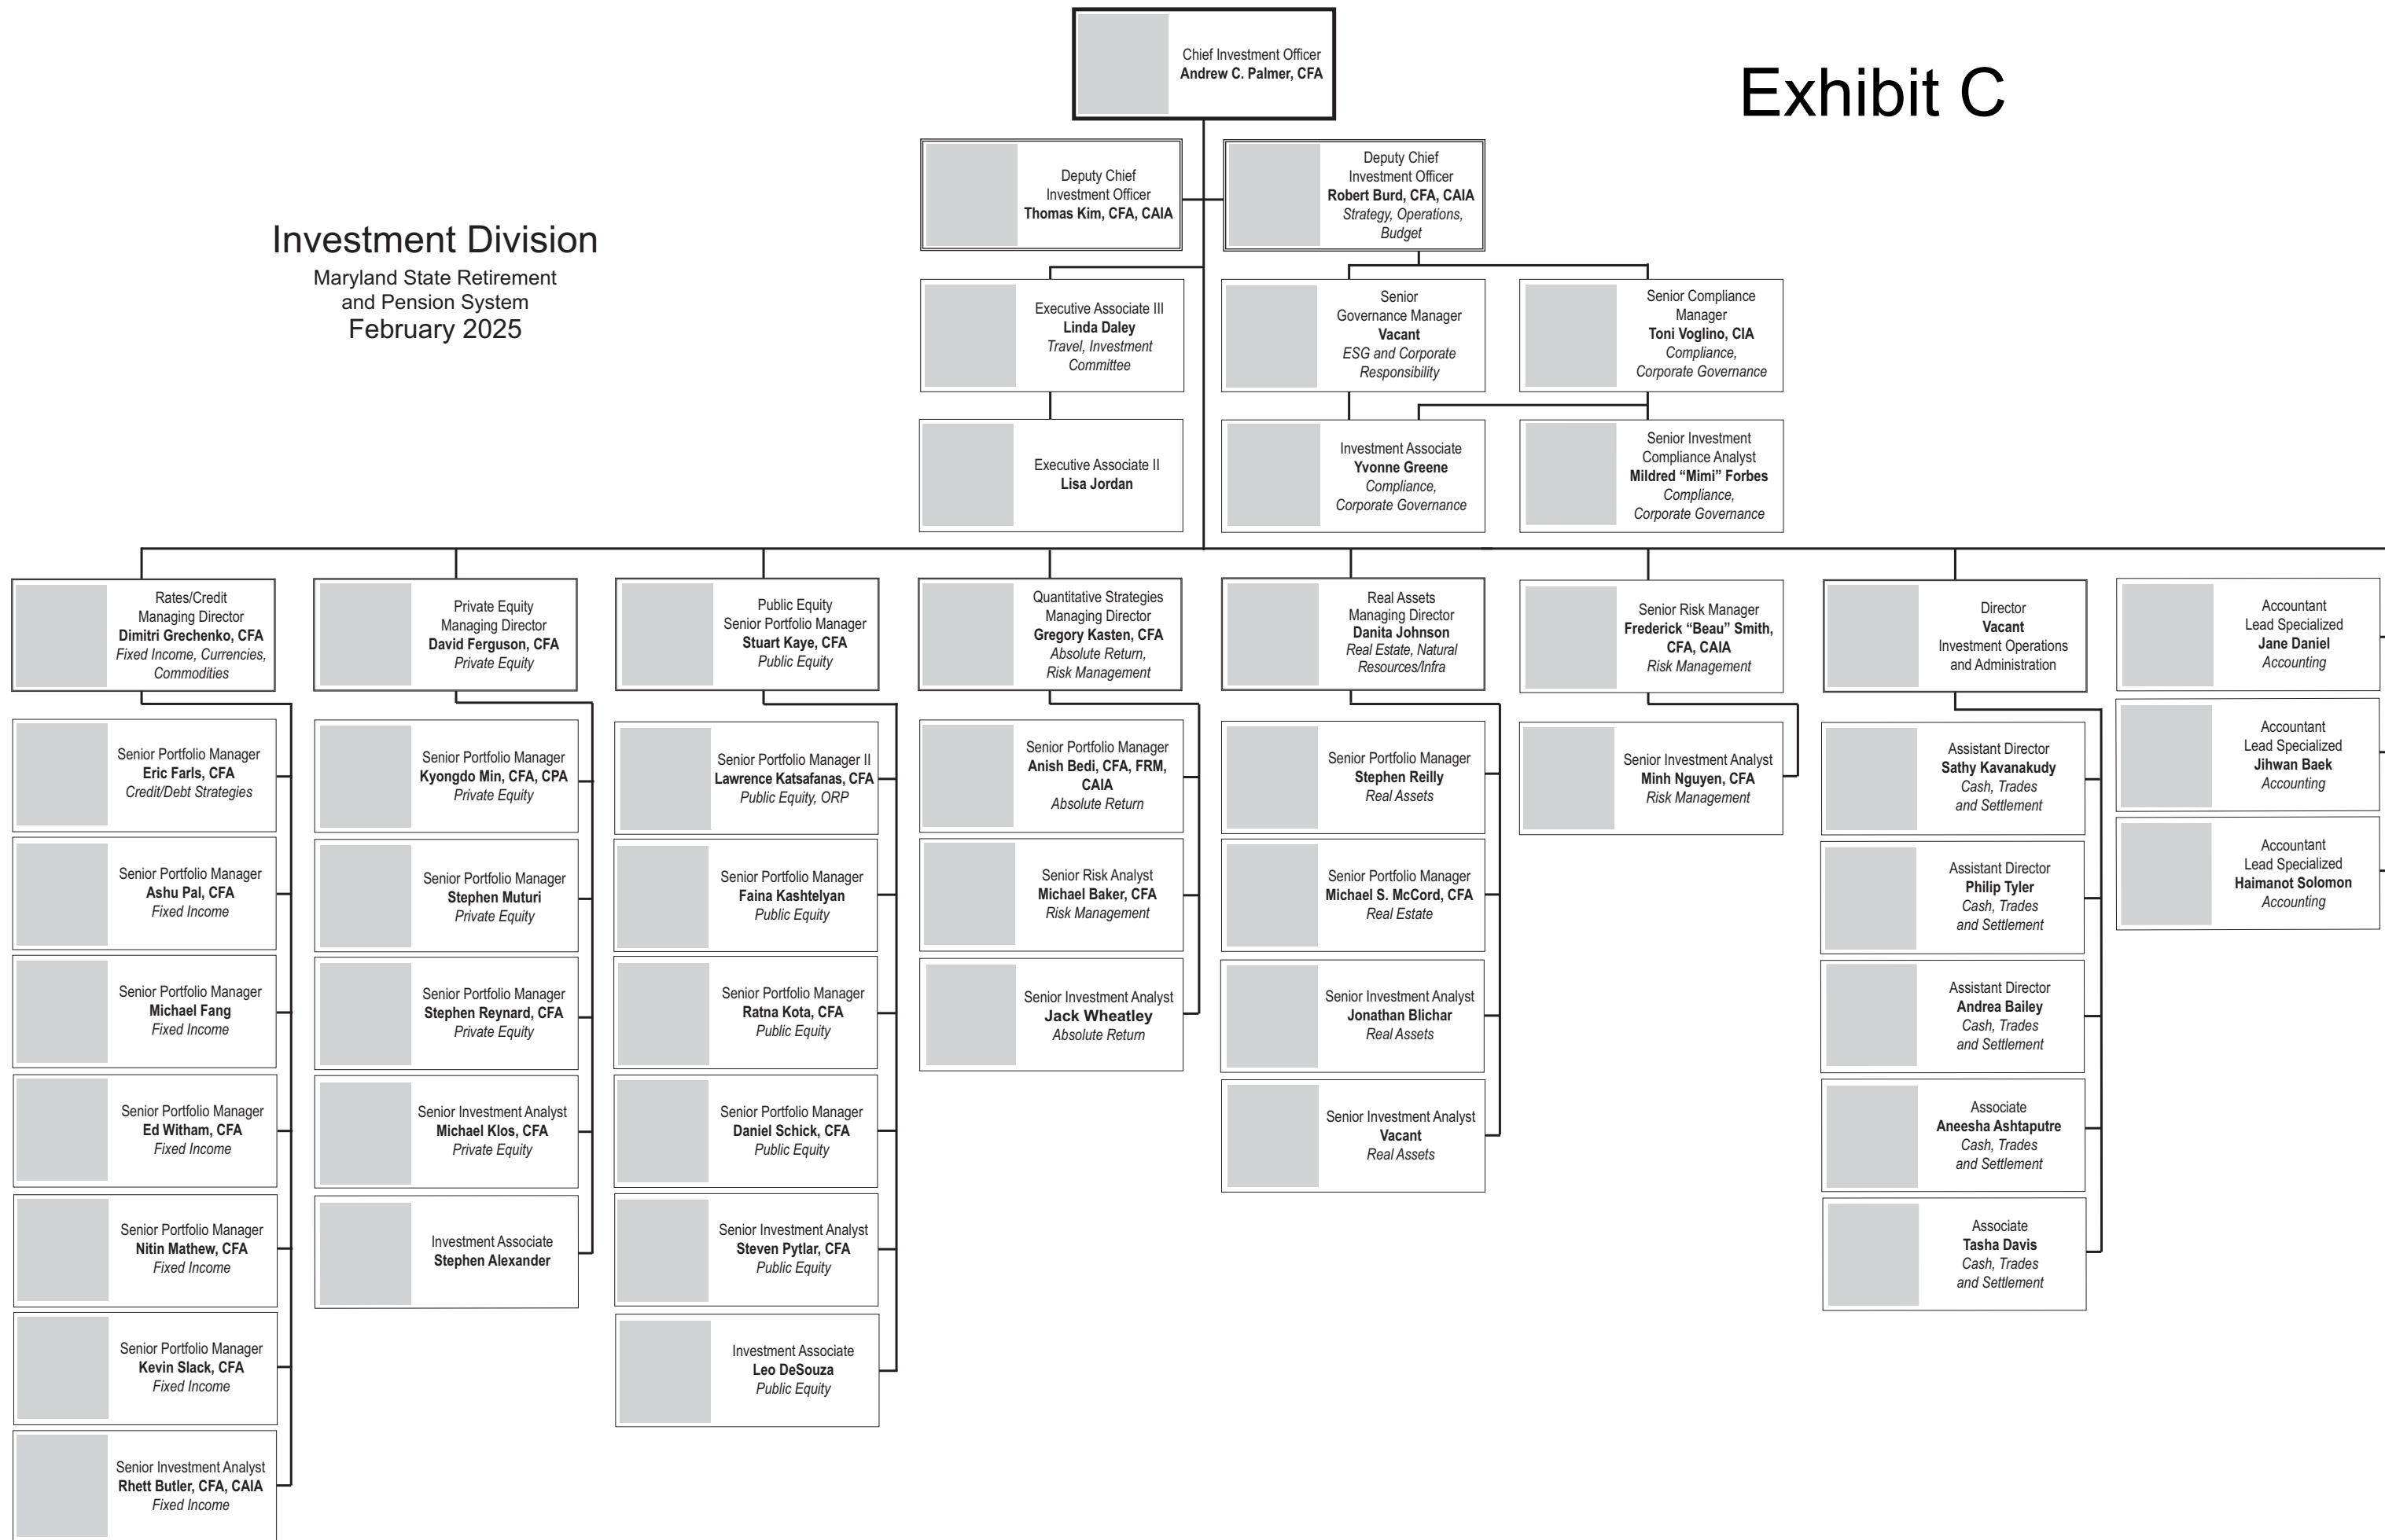 Chief Investment Officer
Andrew C. Palmer, CFA
Exhibit C
Investment Division
Maryland State Retirement
and Pension System
February 2025
Deputy Chief
Investment Officer
Thomas Kim, CFA, CAIA
Deputy Chief
Investment Officer
Robert Burd, CFA, CAIA
Strategy, Operations,
Budget
Executive Associate III
Linda Daley
Travel, Investment
Committee
Senior
Governance Manager
Vacant
ESG and Corporate
Responsibility
Senior Compliance
Manager
Toni Voglino, CIA
Compliance,
Corporate Governance
Executive Associate II
Lisa Jordan
Investment Associate
Yvonne Greene
Compliance,
Corporate Governance
Senior Investment
Compliance Analyst
Mildred “Mimi” Forbes
Compliance,
Corporate Governance
Rates/Credit
Managing Director
Dimitri Grechenko, CFA
Fixed Income, Currencies,
Commodities
Senior Portfolio Manager
Eric Farls, CFA
Credit/Debt Strategies
Senior Portfolio Manager
Ashu Pal, CFA
Fixed Income
Senior Portfolio Manager
Michael Fang
Fixed Income
Senior Portfolio Manager
Ed Witham, CFA
Fixed Income
Senior Portfolio Manager
Nitin Mathew, CFA
Fixed Income
Senior Portfolio Manager
Kevin Slack, CFA
Fixed Income
Senior Investment Analyst
Rhett Butler, CFA, CAIA
Fixed Income
Private Equity
Managing Director
David Ferguson, CFA
Private Equity
Senior Portfolio Manager
Kyongdo Min, CFA, CPA
Private Equity
Senior Portfolio Manager
Stephen Muturi
Private Equity
Senior Portfolio Manager
Stephen Reynard, CFA
Private Equity
Senior Investment Analyst
Michael Klos, CFA
Private Equity
Investment Associate
Stephen Alexander
Public Equity
Senior Portfolio Manager
Stuart Kaye, CFA
Public Equity
Senior Portfolio Manager II
Lawrence Katsafanas, CFA
Public Equity, ORP
Senior Portfolio Manager
Faina Kashtelyan
Public Equity
Senior Portfolio Manager
Ratna Kota, CFA
Public Equity
Senior Portfolio Manager
Daniel Schick, CFA
Public Equity
Senior Investment Analyst
Steven Pytlar, CFA
Public Equity
Investment Associate
Leo DeSouza
Public Equity
Quantitative Strategies
Managing Director
Gregory Kasten, CFA
Absolute Return,
Risk Management
Senior Portfolio Manager
Anish Bedi, CFA, FRM,
CAIA
Absolute Return
Senior Risk Analyst
Michael Baker, CFA
Risk Management
Senior Investment Analyst
Jack Wheatley
Absolute Return
Real Assets
Managing Director
Danita Johnson
Real Estate, Natural
Resources/Infra
Senior Portfolio Manager
Stephen Reilly
Real Assets
Senior Portfolio Manager
Michael S. McCord, CFA
Real Estate
Senior Investment Analyst
Jonathan Blichar
Real Assets
Senior Investment Analyst
Vacant
Real Assets
Senior Risk Manager
Frederick “Beau” Smith,
CFA, CAIA
Risk Management
Senior Investment Analyst
Minh Nguyen, CFA
Risk Management
Director
Vacant
Investment Operations
and Administration
Assistant Director
Sathy Kavanakudy
Cash, Trades
and Settlement
Assistant Director
Philip Tyler
Cash, Trades
and Settlement
Assistant Director
Andrea Bailey
Cash, Trades
and Settlement
Associate
Aneesha Ashtaputre
Cash, Trades
and Settlement
Associate
Tasha Davis
Cash, Trades
and Settlement
Accountant
Lead Specialized
Jane Daniel
Accounting
Accountant
Lead Specialized
Jihwan Baek
Accounting
Accountant
Lead Specialized
Haimanot Solomon
Accounting